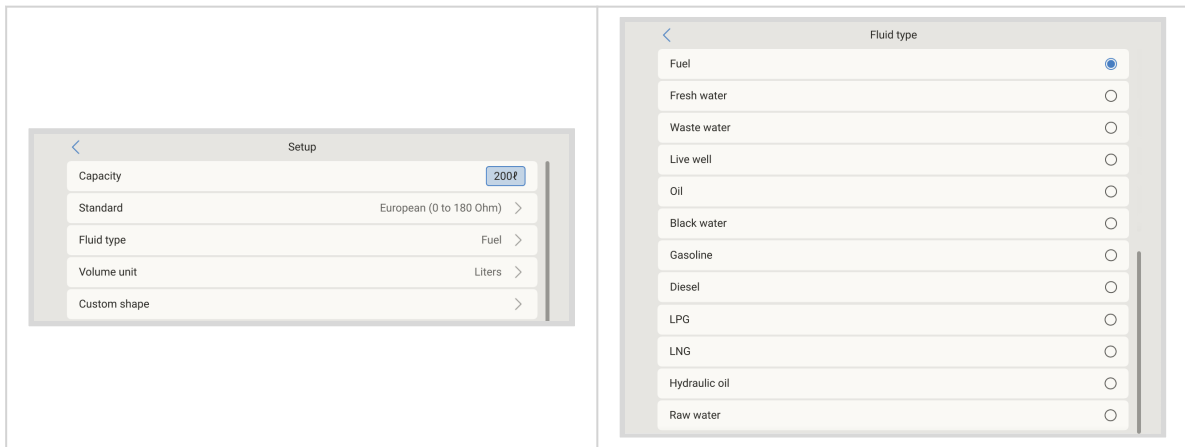 Setup
Capacity 200ℓ
Standard European (0 to 180 Ohm)
Fluid type Fuel
Volume unit Liters
Custom shape
Fluid type
Fuel
Fresh water
Waste water
Live well
Oil
Black water
Gasoline
Diesel
LPG
LNG
Hydraulic oil
Raw water